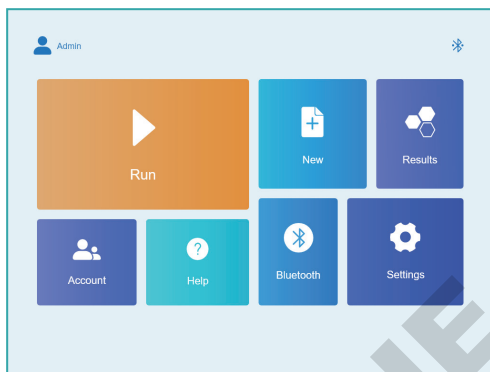 Admin
Run
New
Results
Account
Help
Bluetooth
Settings